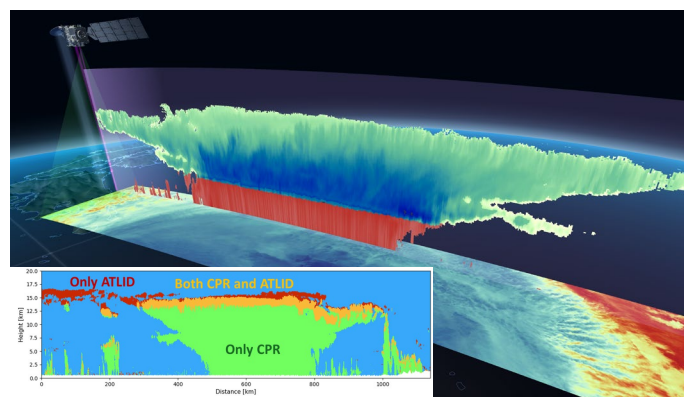 Only ATLID
Both CPR and ATLID
Only CPR
Height [km]
20.0
17.5
15.0
12.5
10.0
7.5
5.0
2.5
0.0
0 200 400 600 800 1000
Distance [km]